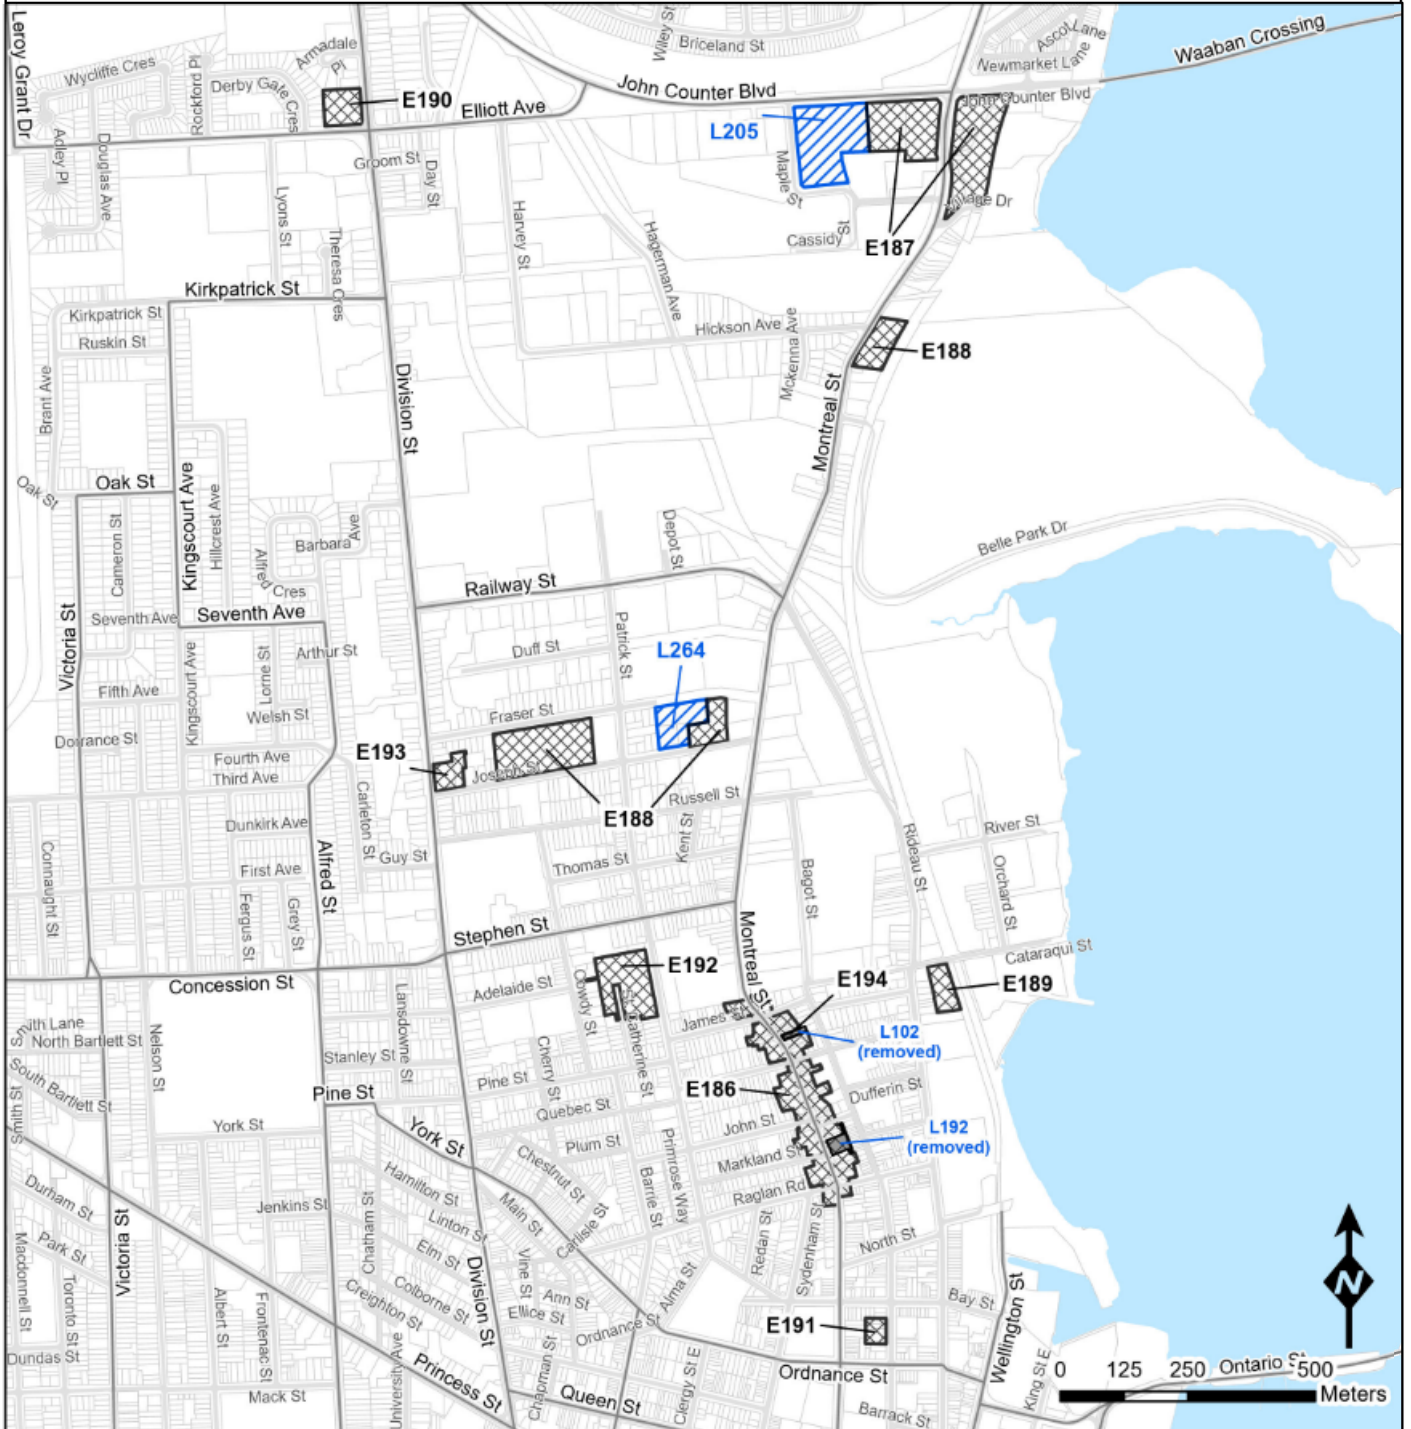 Leroy Grant Dr
Wycliffe Cres
Rockford Pl
Armadale
Pl
Derby Gate Cres
Adley Pl
Douglas Ave
E190
Elliott Ave
Wiley St
Briceland St
John Counter Blvd
Ascot Lane
Newmarket Lane
John Counter Blvd
Waaban Crossing
L205
Maple St
Cassidy St
E187
Village Dr
Groom St
Day St
Lyons St
Theresa Cres
Harvey St
Hagerman Ave
Kirkpatrick St
Kirkpatrick St
Ruskin St
Brant Ave
Hickson Ave
Mckenna Ave
E188
Division St
Montreal St
Oak St
Oak St
Kingscourt Ave
Hillcrest Ave
Cameron St
Barbara Ave
Alfred Cres
Depot St
Belle Park Dr
Railway St
Seventh Ave
Seventh Ave
Victoria St
Arthur St
Lorne St
Kingscourt Ave
Duff St
Patrick St
L264
Fifth Ave
Welsh St
Dorrance St
Fourth Ave
Third Ave
Fraser St
E193
Joseph St
E188
Russell St
Kent St
Dunkirk Ave
Carleton St
Guy St
First Ave
Alfred St
Connaught St
Fergus St
Grey St
Thomas St
Bagot St
Rideau St
River St
Orchard St
Cataraqui St
Stephen St
Montreal St
Concession St
E192
E194
E189
Adelaide St
Cowdy St
St Catherine St
James St
L102
(removed)
Smith Lane
North Bartlett St
South Bartlett St
Smith St
Nelson St
Lansdowne St
Stanley St
Pine St
Pine St
Cherry St
Quebec St
E186
Dufferin St
York St
York St
Plum St
John St
L192
(removed)
Markland St
Primrose Way
Barrie St
Raglan Rd
Chestnut St
Hamilton St
Main St
Carlisle St
Durham St
Park St
Jenkins St
Chatham St
Linton St
Elm St
Redan St
Sydenham St
North St
Macdonnell St
Toronto St
Victoria St
Albert St
Frontenac St
Creighton St
Colborne St
Division St
Vine St
Ann St
Ellice St
Ordnance St
Alma St
Bay St
Wellington St
E191
N
Dundas St
Mack St
University Ave
Princess St
Chapman St
Queen St
Clergy St E
Ordnance St
Barrack St
King St E
Ontario St
0 125 250 500
Meters